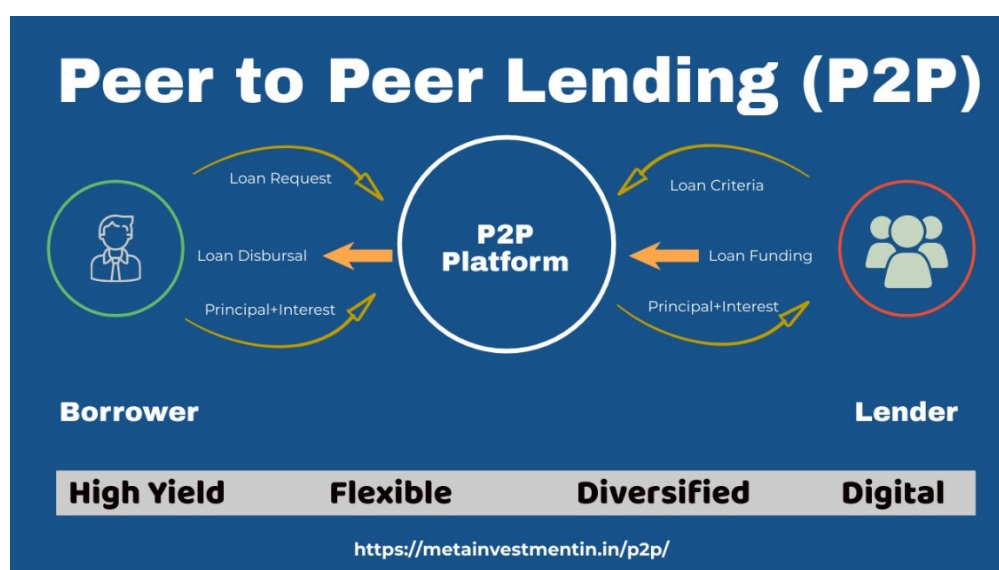 Peer to Peer Lending (P2P)
Loan Request
Loan Criteria
P2P
Platform
Loan Disbursal
Loan Funding
Principal+Interest
Principal+Interest
Borrower
Lender
High Yield
Flexible
Diversified
Digital
https://metainvestmentin.in/p2p/